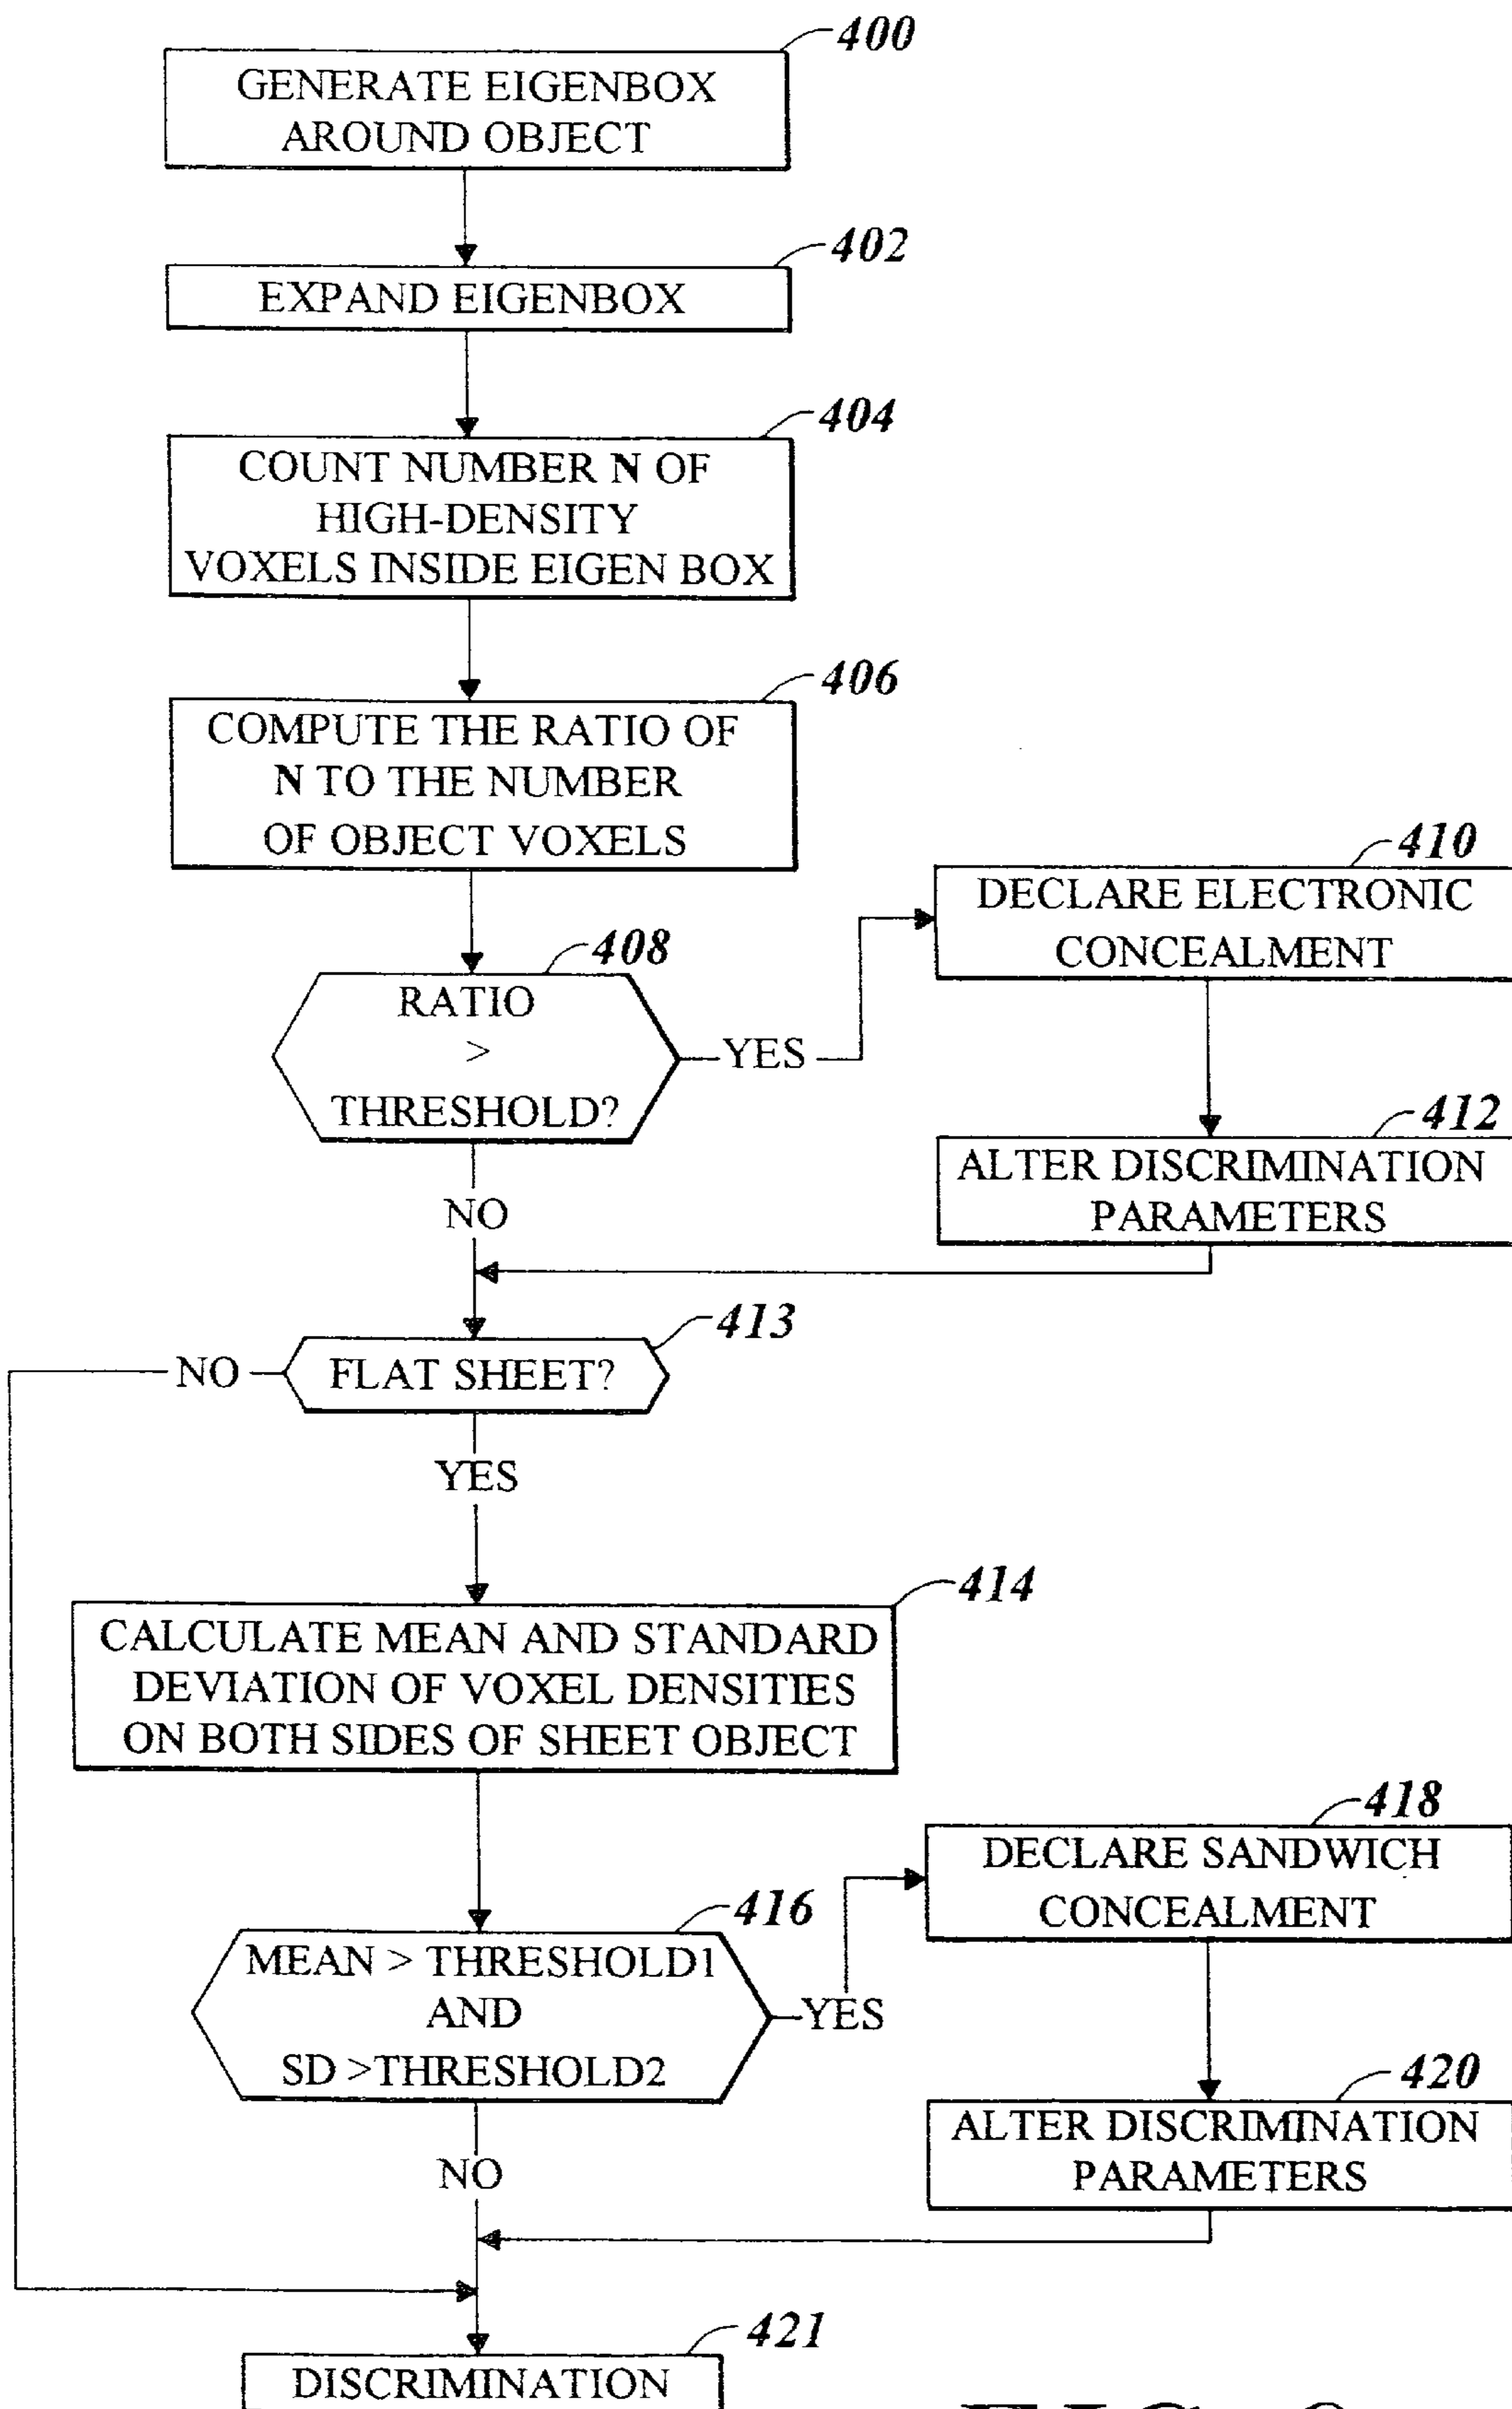 400
GENERATE EIGENBOX
AROUND OBJECT
402
EXPAND EIGENBOX
404
COUNT NUMBER N OF
HIGH-DENSITY
VOXELS INSIDE EIGEN BOX
406
COMPUTE THE RATIO OF
N TO THE NUMBER
OF OBJECT VOXELS
408
RATIO
>
THRESHOLD?
YES
410
DECLARE ELECTRONIC
CONCEALMENT
412
ALTER DISCRIMINATION
PARAMETERS
NO
413
FLAT SHEET?
NO
YES
414
CALCULATE MEAN AND STANDARD
DEVIATION OF VOXEL DENSITIES
ON BOTH SIDES OF SHEET OBJECT
416
MEAN > THRESHOLD1
AND
SD >THRESHOLD2
YES
418
DECLARE SANDWICH
CONCEALMENT
420
ALTER DISCRIMINATION
PARAMETERS
NO
421
DISCRIMINATION